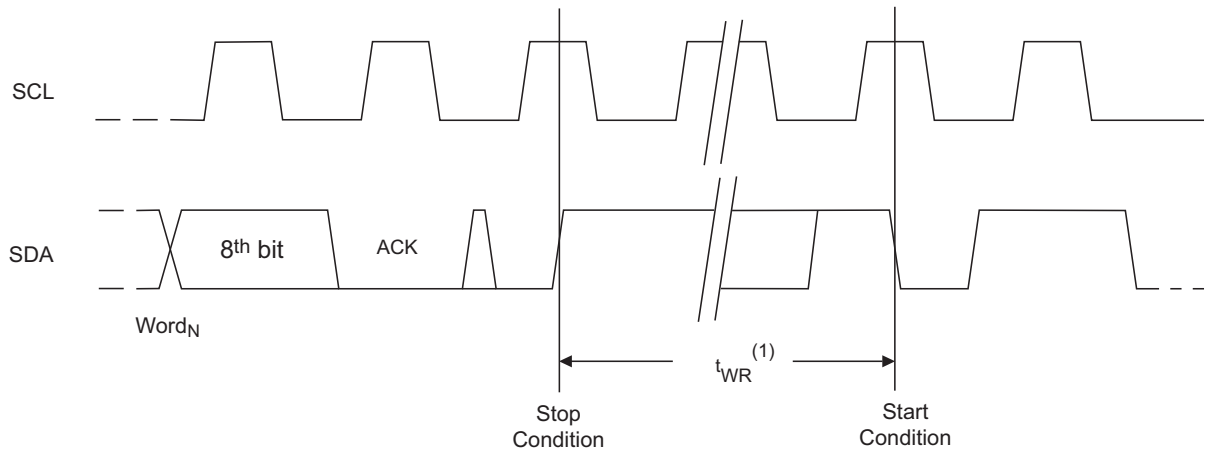 SCL
SDA
8th bit
ACK
WordN
tWR(1)
Stop
Condition
Start
Condition